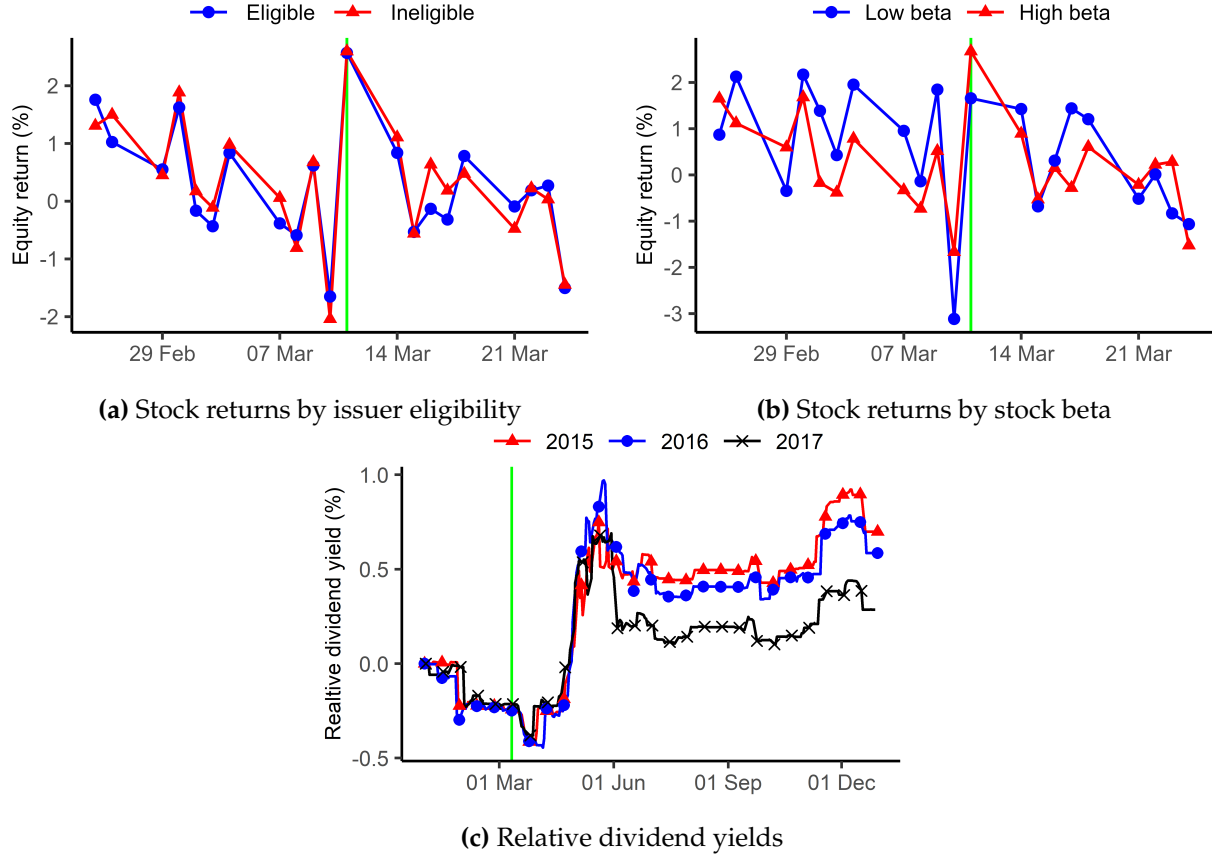 Eligible Ineligible
Equity return (%)
2
1
0
-1
-2
29 Feb 07 Mar 14 Mar 21 Mar
(a) Stock returns by issuer eligibility
Low beta High beta
Equity return (%)
2
1
0
-1
-2
-3
29 Feb 07 Mar 14 Mar 21 Mar
(b) Stock returns by stock beta
2015 2016 2017
Realtive dividend yield (%)
1.0
0.5
0.0
-0.5
01 Mar 01 Jun 01 Sep 01 Dec
(c) Relative dividend yields